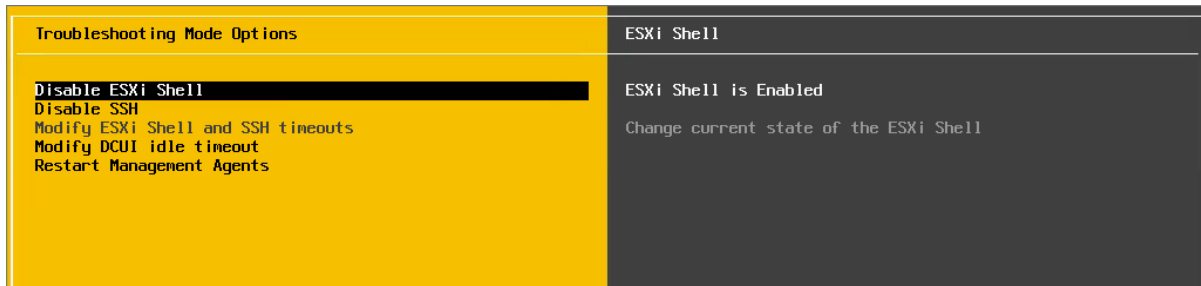 Troubleshooting Mode Options
Disable ESXi Shell
Disable SSH
Modify ESXi Shell and SSH timeouts
Modify DCUI idle timeout
Restart Management Agents
ESXi Shell
ESXi Shell is Enabled
Change current state of the ESXi Shell